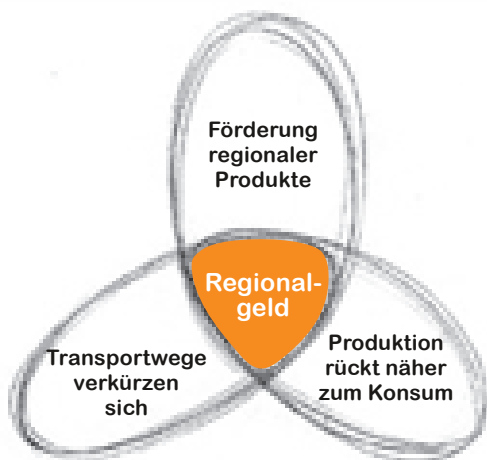 Förderung
regionaler
Produkte
Regional-
geld
Transportwege
verkürzen
sich
Produktion
rückt näher
zum Konsum